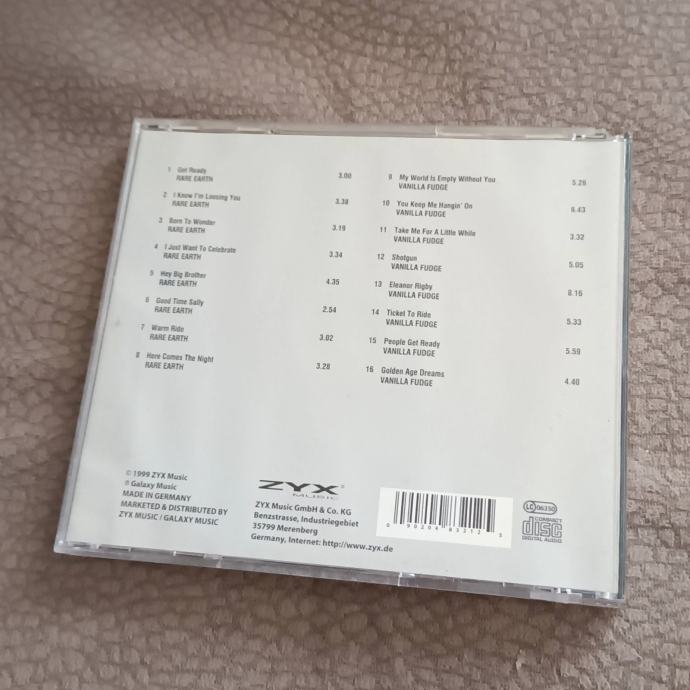 1 Get Ready 3.00
RARE EARTH
2 I Know I'm Loosing You 3.38
RARE EARTH
3 Born To Wonder 3.19
RARE EARTH
4 I Just Want To Celebrate 3.34
RARE EARTH
5 Hey Big Brother 4.35
RARE EARTH
6 Good Time Sally 2.54
RARE EARTH
7 Warm Ride 3.02
RARE EARTH
8 Here Comes The Night 3.28
RARE EARTH
9 My World Is Empty Without You 5.26
VANILLA FUDGE
10 You Keep Me Hangin' On 6.43
VANILLA FUDGE
11 Take Me For A Little While 3.32
VANILLA FUDGE
12 Shotgun 5.05
VANILLA FUDGE
13 Eleanor Rigby 8.16
VANILLA FUDGE
14 Ticket To Ride 5.33
VANILLA FUDGE
15 People Get Ready 5.59
VANILLA FUDGE
16 Golden Age Dreams 4.40
VANILLA FUDGE
© 1999 ZYX Music
℗ Galaxy Music
MADE IN GERMANY
MARKETED & DISTRIBUTED BY
ZYX MUSIC / GALAXY MUSIC
ZYX®
MUSIC
ZYX Music GmbH & Co. KG
Benzstrasse, Industriegebiet
35799 Merenberg
Germany, Internet: http://www.zyx.de
0 90204 83312 3
LC 06350
COMPACT
disc
DIGITAL AUDIO